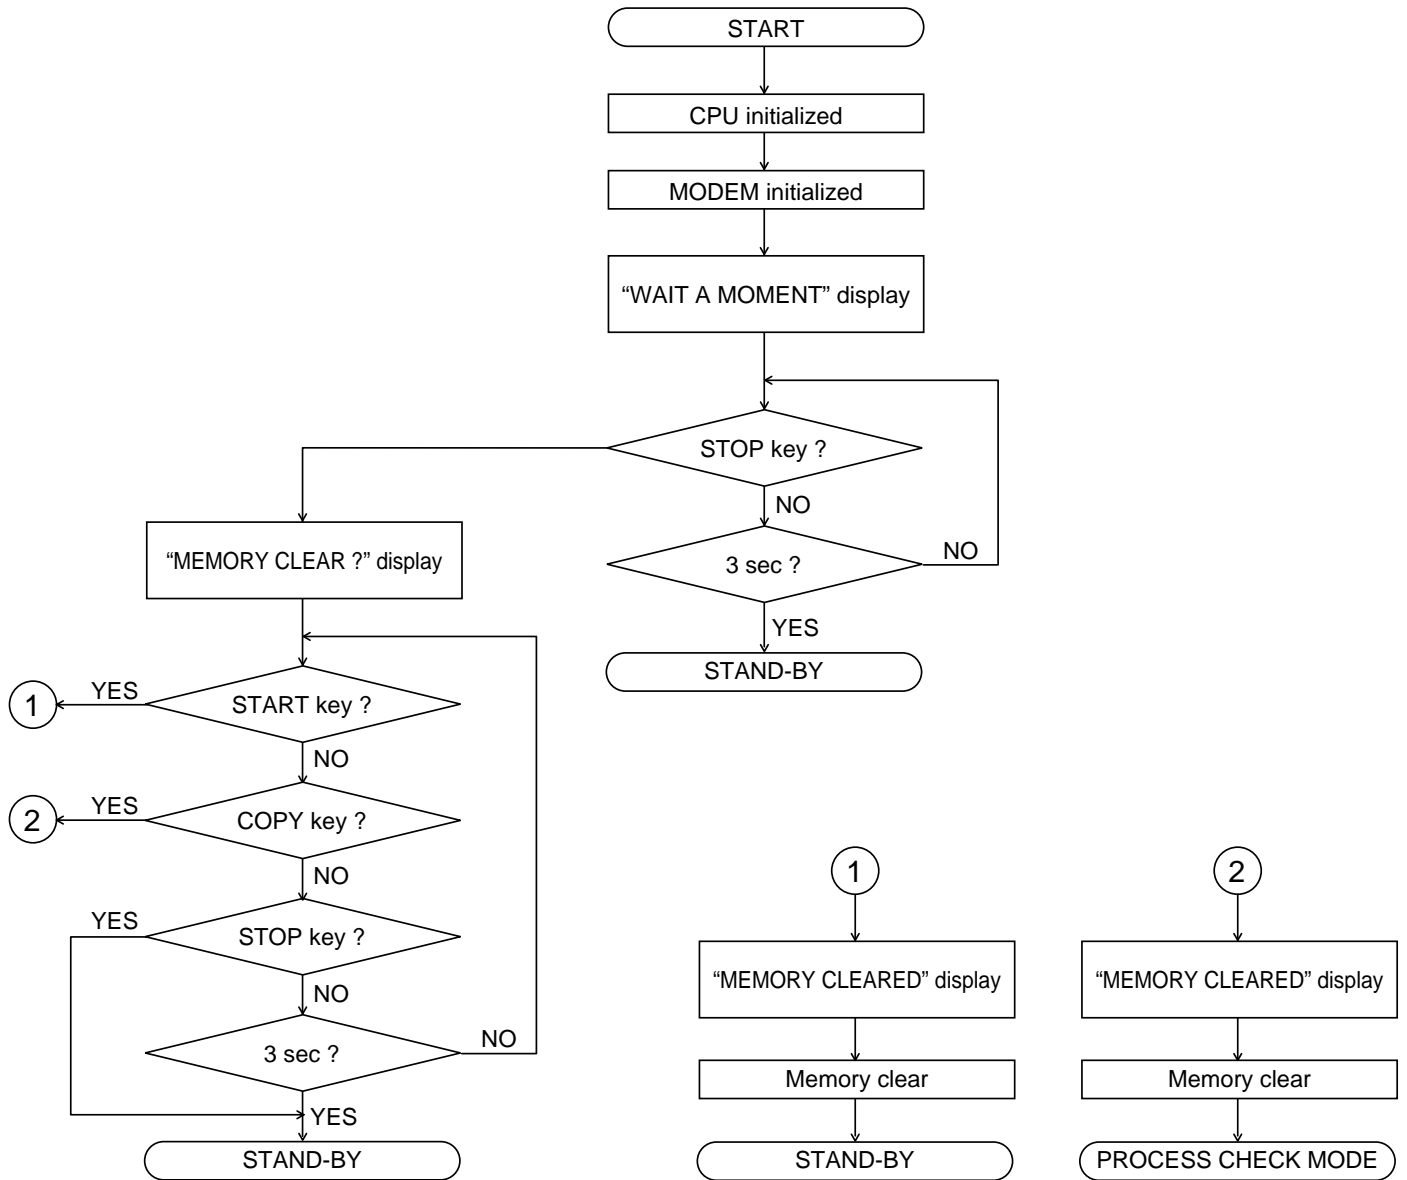 START
CPU initialized
MODEM initialized
“WAIT A MOMENT” display
STOP key ?
NO
“MEMORY CLEAR ?” display
3 sec ?
NO
YES
STAND-BY
1
YES
START key ?
NO
2
YES
COPY key ?
NO
YES
STOP key ?
NO
3 sec ?
NO
YES
STAND-BY
1
“MEMORY CLEARED” display
Memory clear
STAND-BY
2
“MEMORY CLEARED” display
Memory clear
PROCESS CHECK MODE